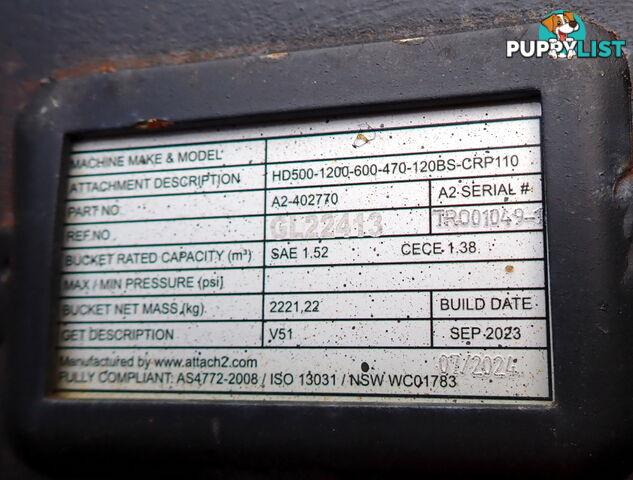 PUPPYLIST
MACHINE MAKE & MODEL
ATTACHMENT DESCRIPTION HD500-1200-600-470-120BS-CRP110
PART NO A2-402770 A2 SERIAL #
REF.NO GL22413 TRO01049-1
BUCKET RATED CAPACITY (m³) SAE 1.52 CECE 1.38
MAX / MIN PRESSURE (psi)
BUCKET NET MASS (kg) 2221,22 BUILD DATE
GET DESCRIPTION V51 SEP 2023
Manufactured by www.attach2.com 07/2024
FULLY COMPLIANT: AS4772-2008 / ISO 13031 / NSW WC01783